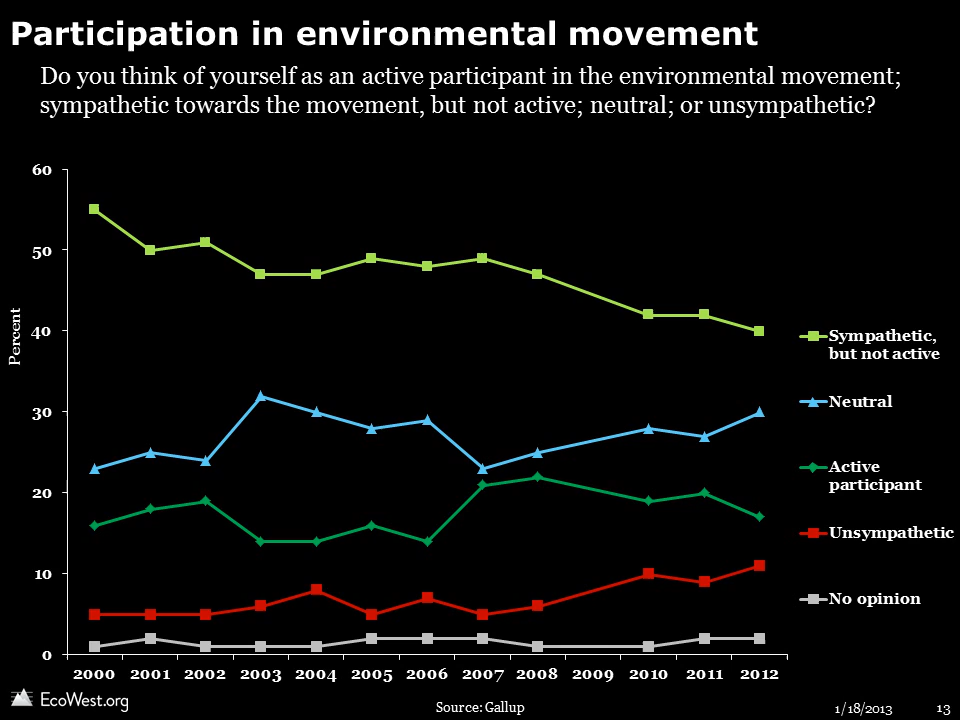 Participation in environmental movement
Do you think of yourself as an active participant in the environmental movement;
sympathetic towards the movement, but not active; neutral; or unsympathetic?
60
50
40
30
20
10
0
Percent
2000 2001 2002 2003 2004 2005 2006 2007 2008 2009 2010 2011 2012
Sympathetic,
but not active
Neutral
Active
participant
Unsympathetic
No opinion
EcoWest.org
Source: Gallup
1/18/2013
13